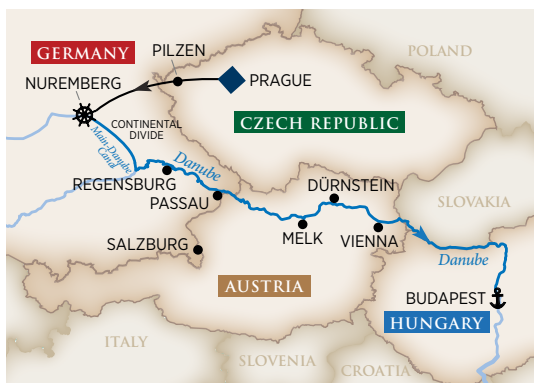 POLAND
GERMANY
PILZEN
NUREMBERG
PRAGUE
CONTINENTAL
DIVIDE
CZECH REPUBLIC
Main-Danube
Canal
Danube
REGENSBURG
PASSAU
DÜRNSTEIN
SLOVAKIA
SALZBURG
MELK
VIENNA
Danube
AUSTRIA
BUDAPEST
HUNGARY
ITALY
SLOVENIA
CROATIA